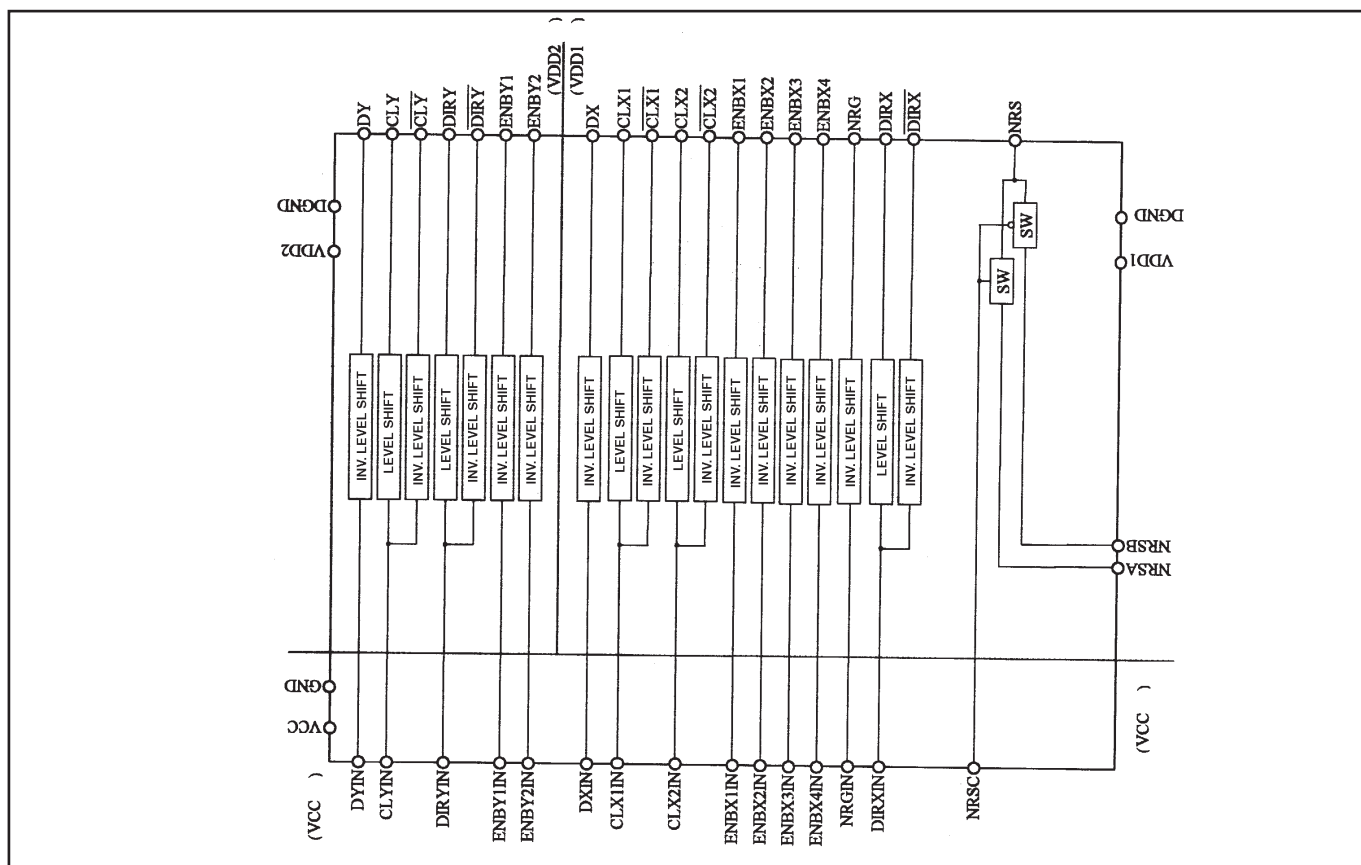 (VDD2 )
(VDD1 )
DY
CLY
C̅L̅Y̅
DIRY
D̅I̅R̅Y̅
ENBY1
ENBY2
DX
CLX1
C̅L̅X̅1̅
CLX2
C̅L̅X̅2̅
ENBX1
ENBX2
ENBX3
ENBX4
NRG
DIRX
D̅I̅R̅X̅
NRS
DGND
VDD2
DGND
VDD1
SW
SW
INV. LEVEL SHIFT
LEVEL SHIFT
INV. LEVEL SHIFT
LEVEL SHIFT
INV. LEVEL SHIFT
INV. LEVEL SHIFT
INV. LEVEL SHIFT
INV. LEVEL SHIFT
LEVEL SHIFT
INV. LEVEL SHIFT
LEVEL SHIFT
INV. LEVEL SHIFT
INV. LEVEL SHIFT
INV. LEVEL SHIFT
INV. LEVEL SHIFT
INV. LEVEL SHIFT
INV. LEVEL SHIFT
LEVEL SHIFT
INV. LEVEL SHIFT
NRSB
NRSA
GND
VCC
(VCC )
(VCC )
DYIN
CLYIN
DIRYIN
ENBY1IN
ENBY2IN
DXIN
CLX1IN
CLX2IN
ENBX1IN
ENBX2IN
ENBX3IN
ENBX4IN
NRGIN
DIRXIN
NRSC